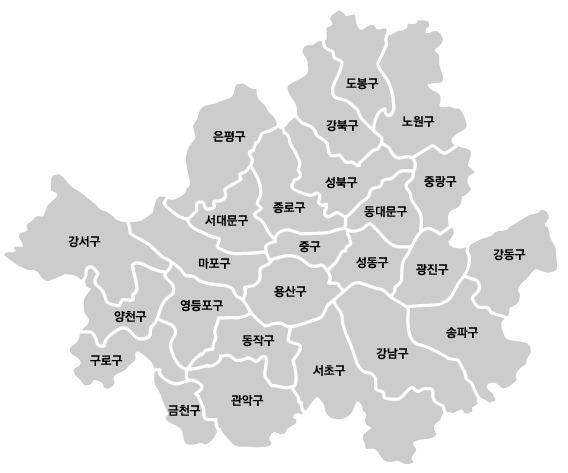 도봉구
노원구
강북구
은평구
성북구
중랑구
종로구
동대문구
서대문구
강서구
중구
강동구
마포구
성동구
광진구
용산구
영등포구
양천구
송파구
동작구
강남구
구로구
서초구
관악구
금천구